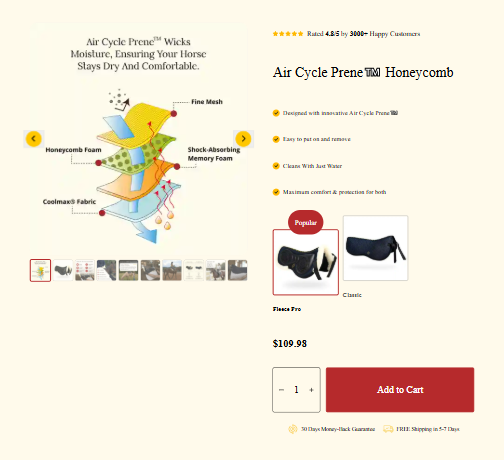 Air Cycle Prene™ Wicks
Moisture, Ensuring Your Horse
Stays Dry And Comfortable.
Fine Mesh
Honeycomb Foam
Shock-Absorbing
Memory Foam
Coolmax® Fabric
Rated 4.8/5 by 3000+ Happy Customers
Air Cycle Prene™ Honeycomb
Designed with innovative Air Cycle Prene™
Easy to put on and remove
Cleans With Just Water
Maximum comfort & protection for both
Popular
Classic
Fleece Pro
$109.98
− 1 +
Add to Cart
30 Days Money-Back Guarantee
FREE Shipping in 5-7 Days